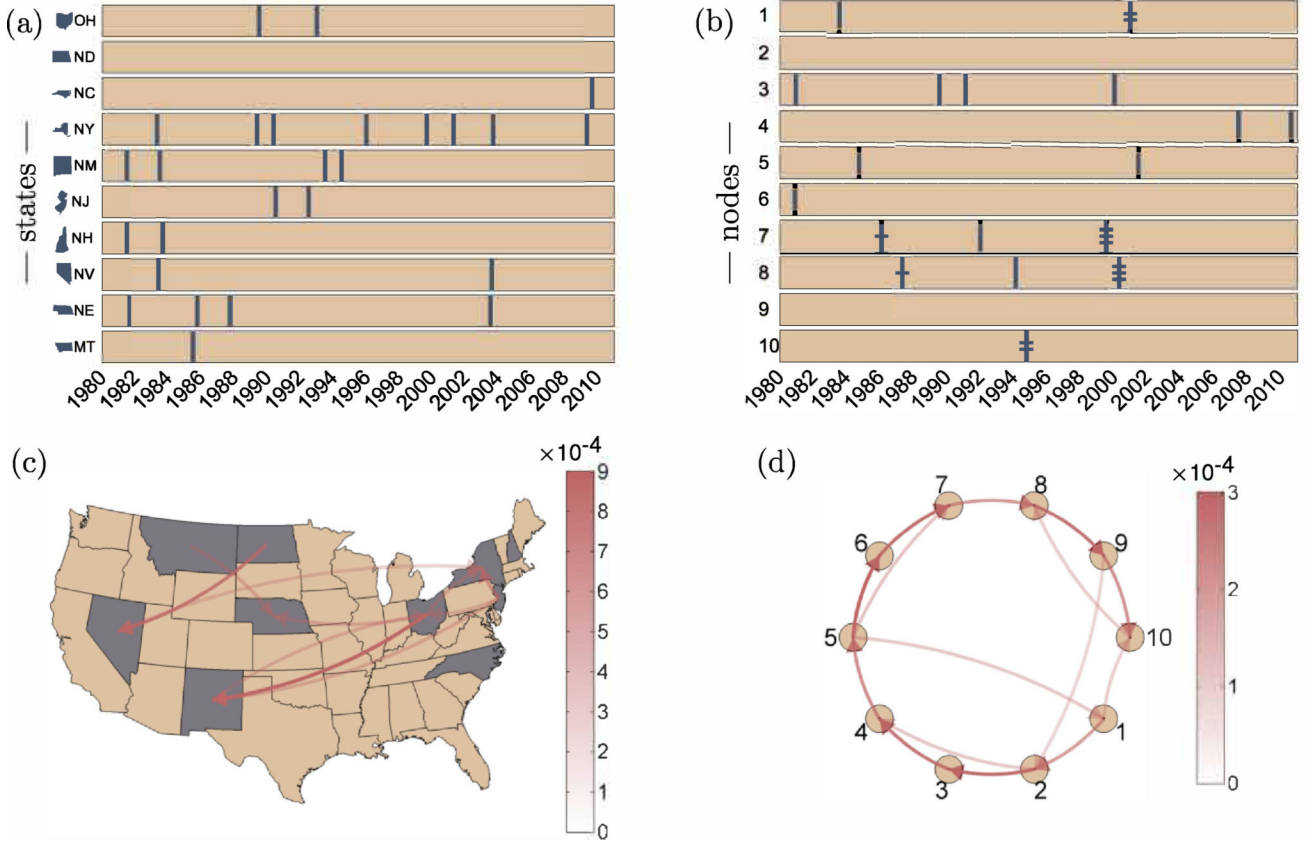 (a)
OH
ND
NC
NY
NM
NJ
NH
NV
NE
MT
states
1980 1982 1984 1986 1988 1990 1992 1994 1996 1998 2000 2002 2004 2006 2008 2010
(b)
1
2
3
4
5
6
7
8
9
10
nodes
1980 1982 1984 1986 1988 1990 1992 1994 1996 1998 2000 2002 2004 2006 2008 2010
(c)
×10-4
9
8
7
6
5
4
3
2
1
0
(d)
7 8
6 9
5 10
4 1
3 2
×10-4
3
2
1
0